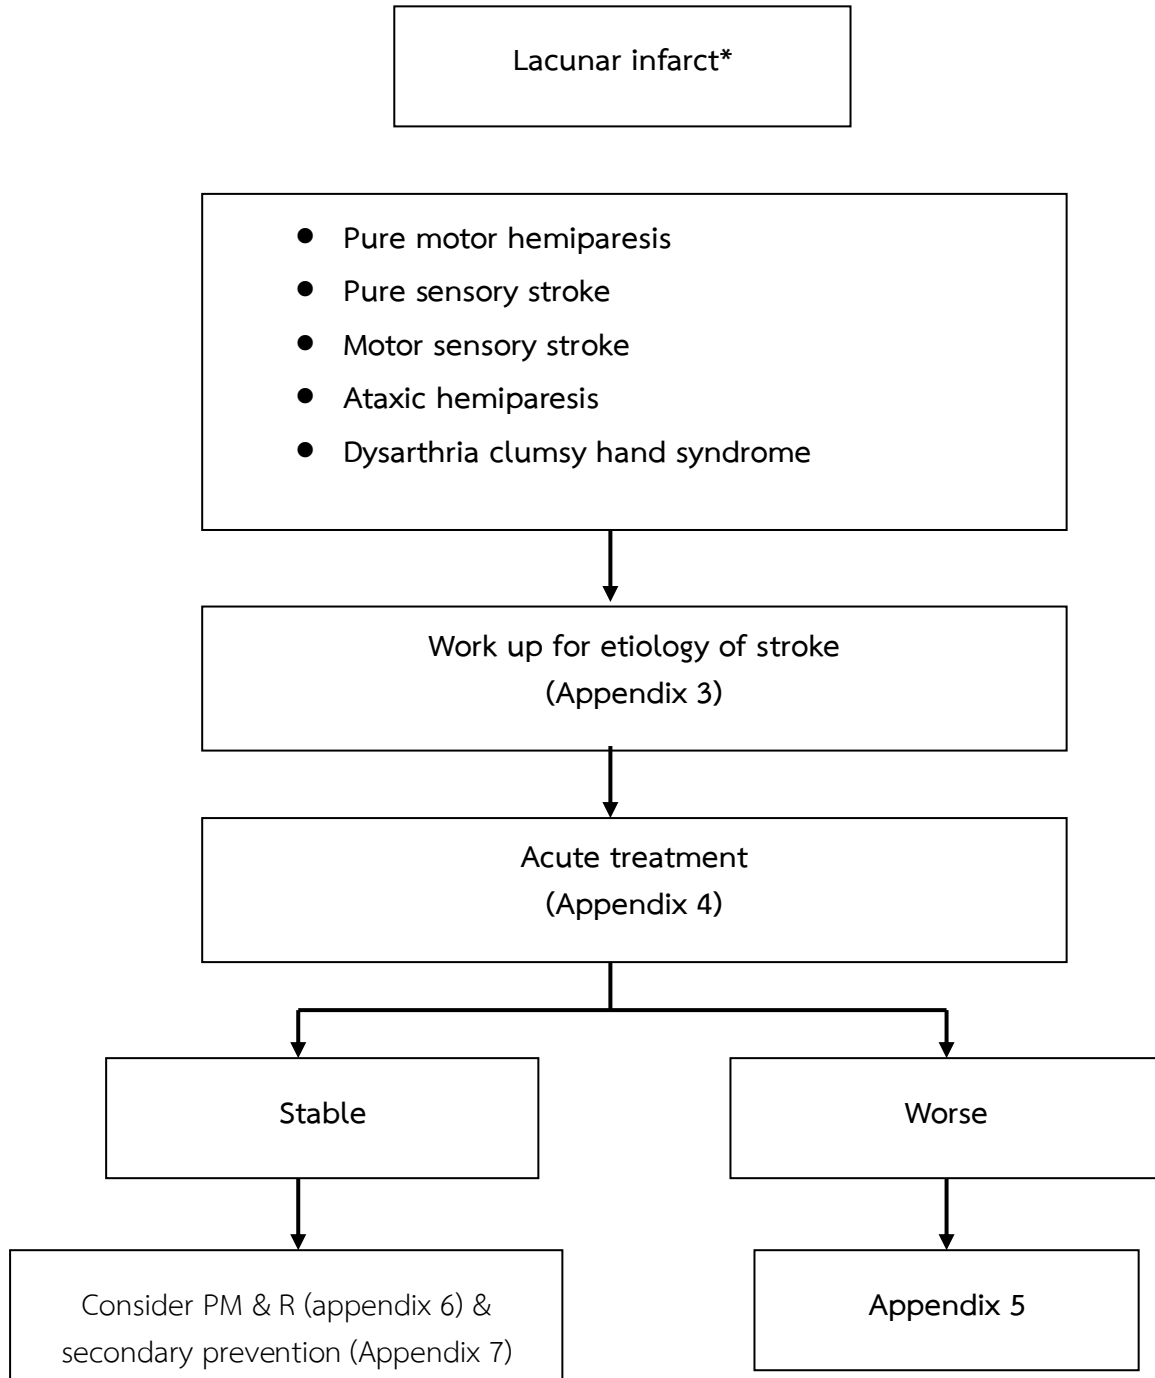 Lacunar infarct*
● Pure motor hemiparesis
● Pure sensory stroke
● Motor sensory stroke
● Ataxic hemiparesis
● Dysarthria clumsy hand syndrome
Work up for etiology of stroke
(Appendix 3)
Acute treatment
(Appendix 4)
Stable
Worse
Consider PM & R (appendix 6) &
secondary prevention (Appendix 7)
Appendix 5